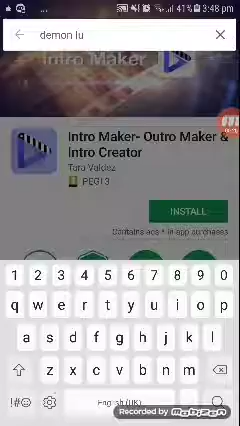 41% 3:48 pm
demon lu
Intro Maker
Intro Maker- Outro Maker &
Intro Creator
Tara Valdez
PEGI 3
INSTALL
Contains ads • In-app purchases
1 2 3 4 5 6 7 8 9 0
q w e r t y u i o p
a s d f g h j k l
z x c v b n m
!#☺ English (UK)
Recorded by Mobizen